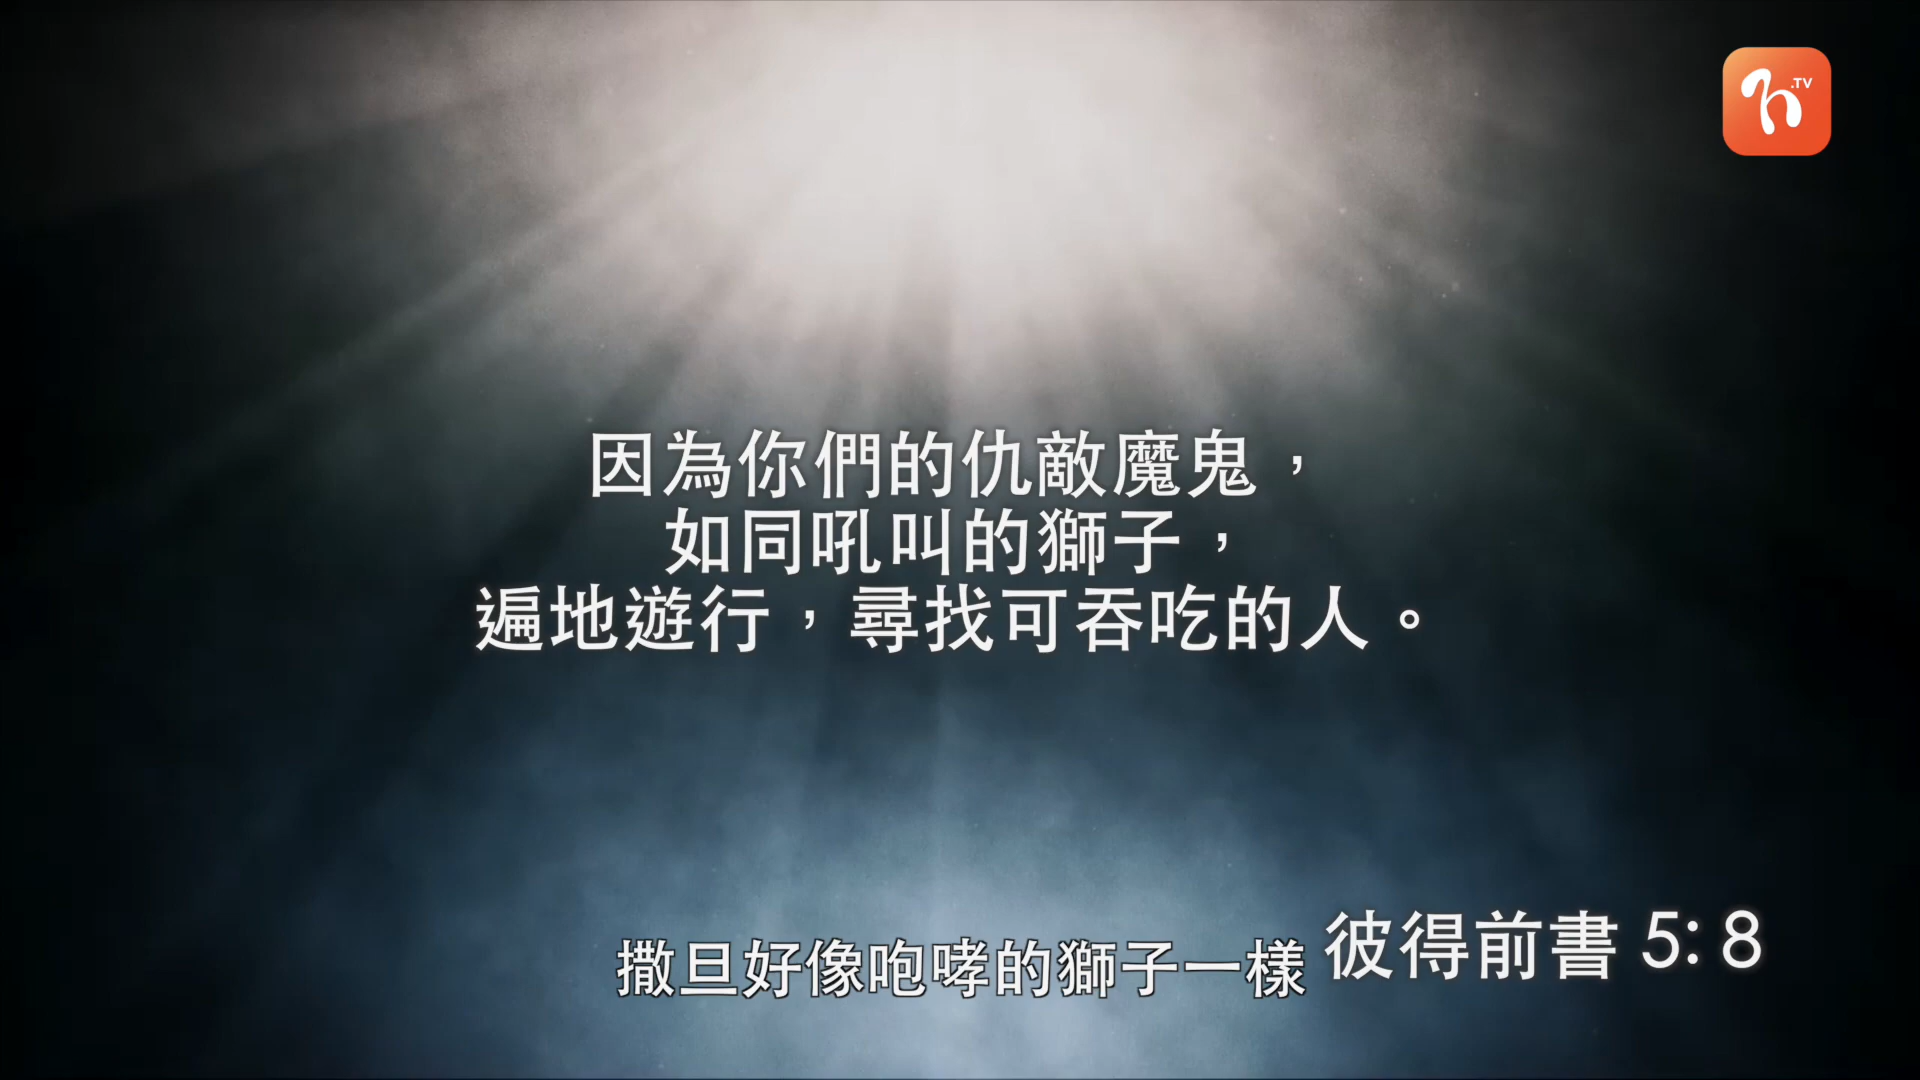 h.TV
因為你們的仇敵魔鬼，
如同吼叫的獅子，
遍地遊行，尋找可吞吃的人。
彼得前書 5: 8
撒旦好像咆哮的獅子一樣